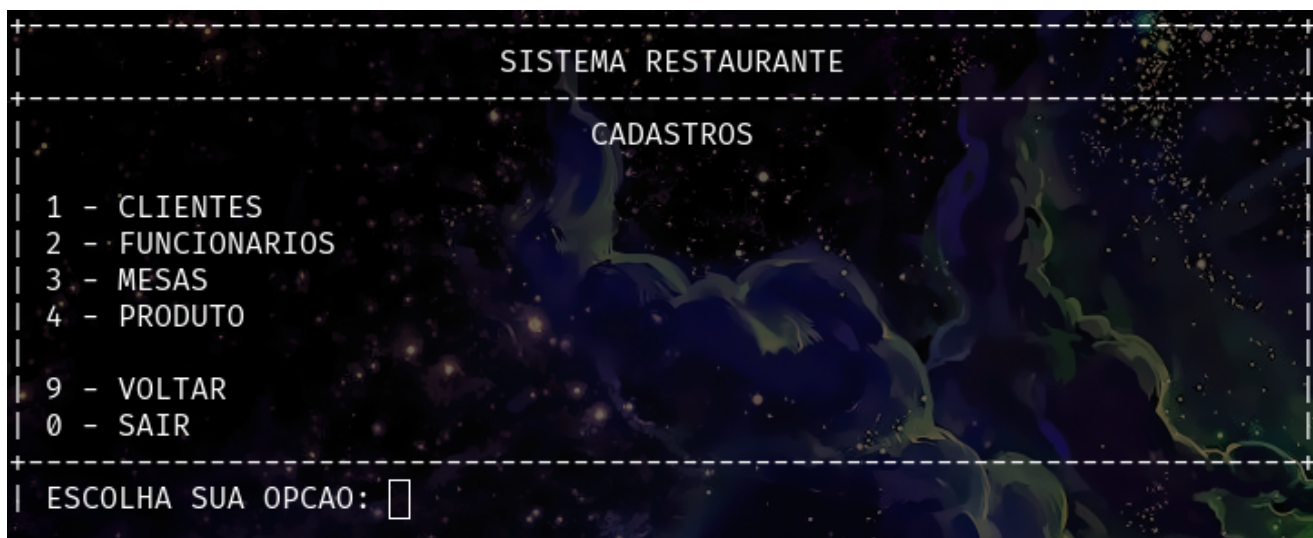 SISTEMA RESTAURANTE
CADASTROS
1 - CLIENTES
2 - FUNCIONARIOS
3 - MESAS
4 - PRODUTO
9 - VOLTAR
0 - SAIR
ESCOLHA SUA OPCAO: